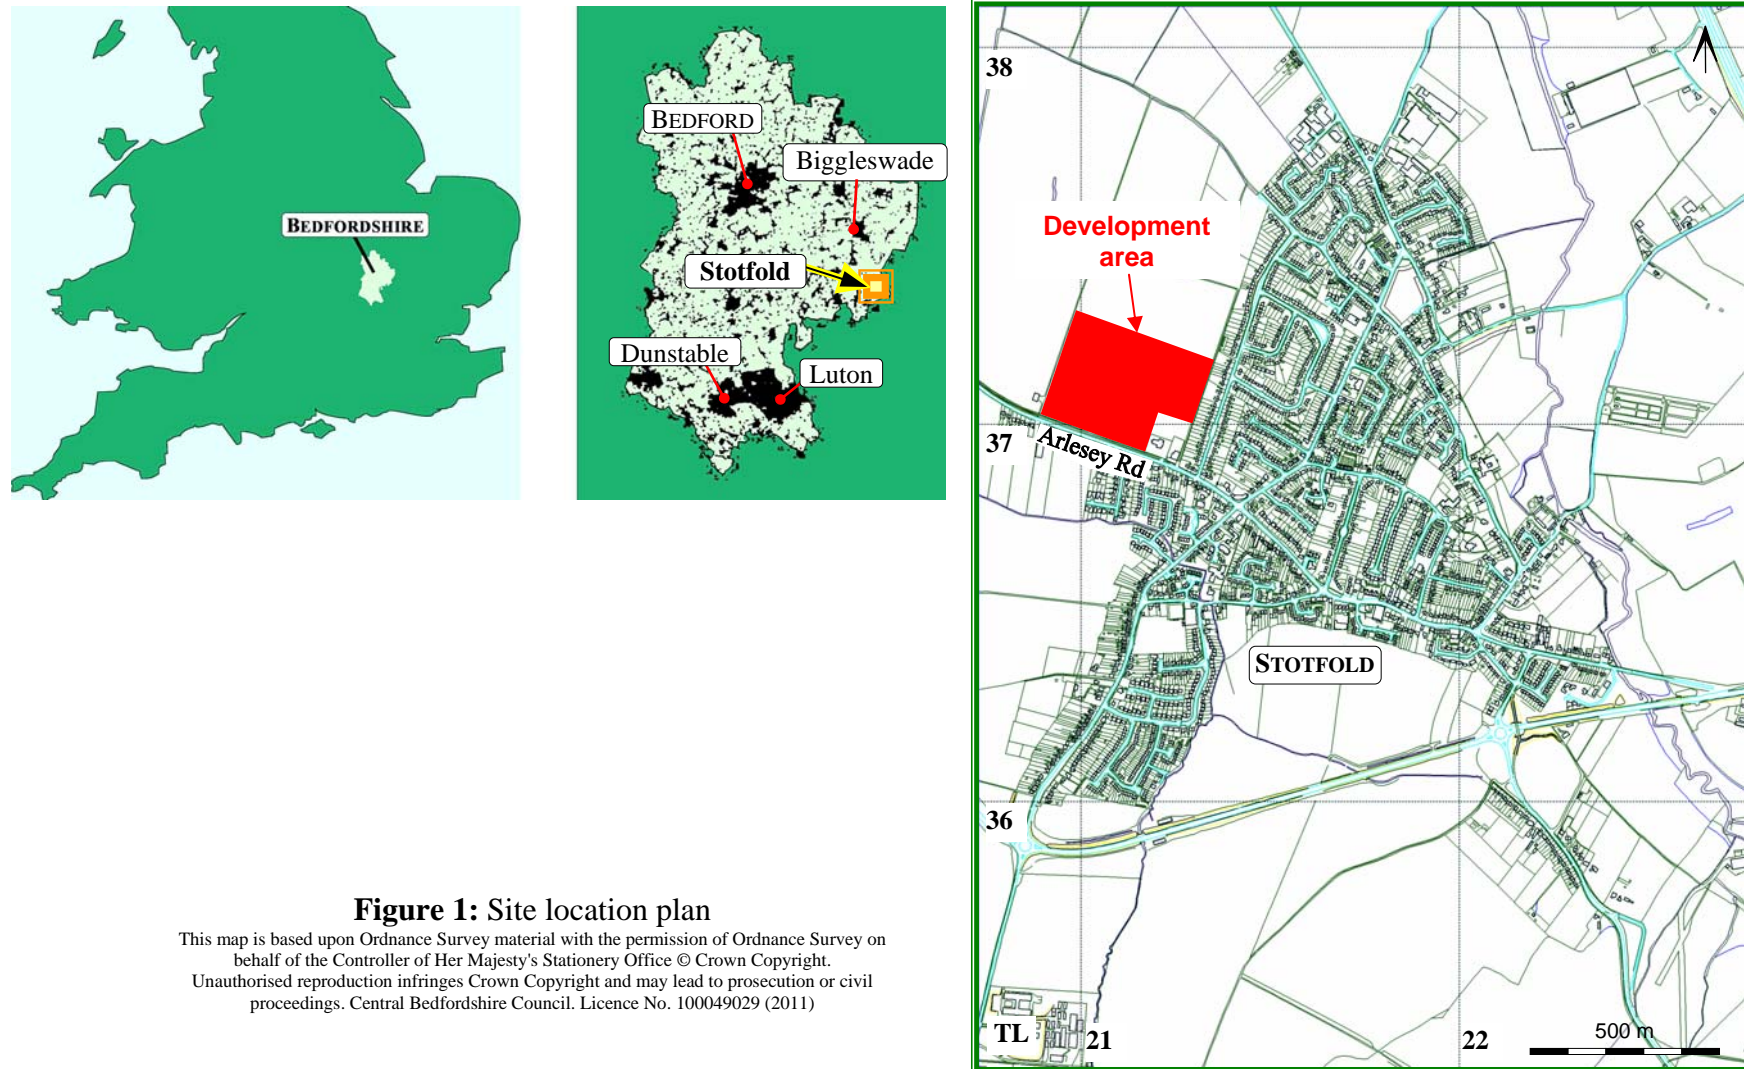 BEDFORDSHIRE
BEDFORD
Biggleswade
Stotfold
Dunstable
Luton
38
Development
area
37
Arlesey Rd
STOTFOLD
36
TL
21
22
500 m
Figure 1: Site location plan
This map is based upon Ordnance Survey material with the permission of Ordnance Survey on
behalf of the Controller of Her Majesty's Stationery Office © Crown Copyright.
Unauthorised reproduction infringes Crown Copyright and may lead to prosecution or civil
proceedings. Central Bedfordshire Council. Licence No. 100049029 (2011)